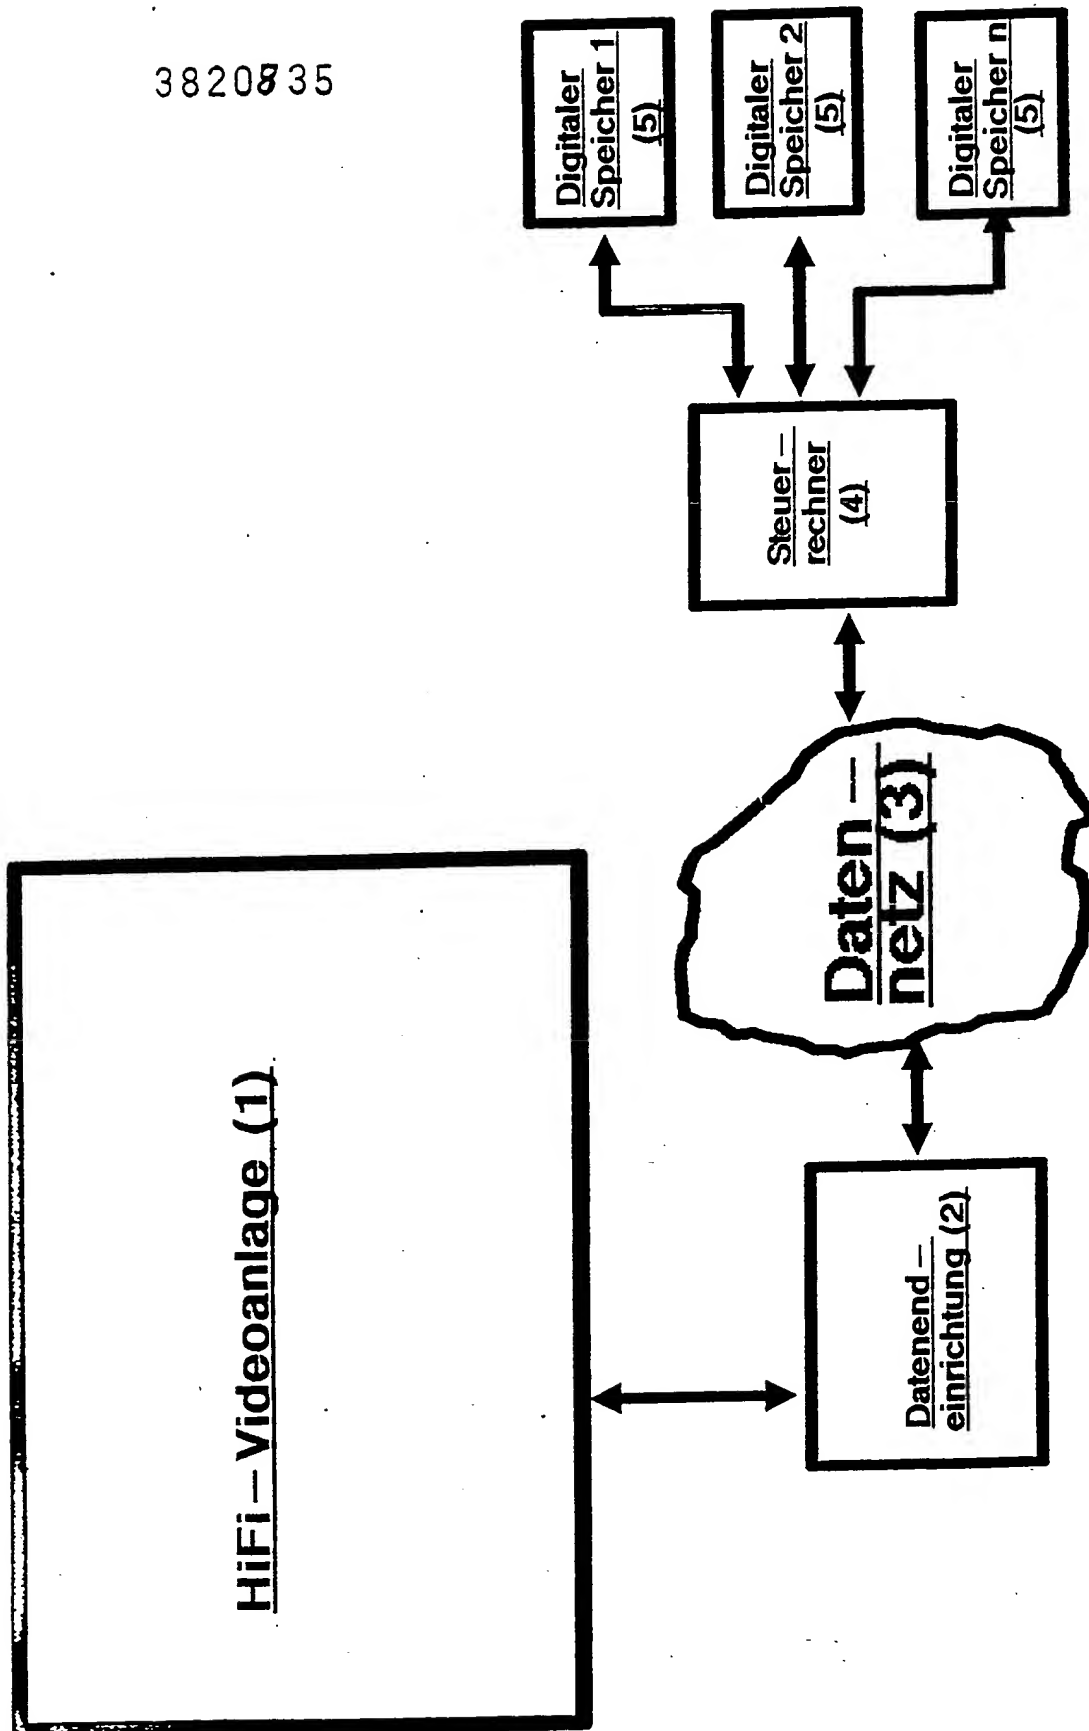 3820835
Digitaler
Speicher 1
(5)
Digitaler
Speicher 2
(5)
Digitaler
Speicher n
(5)
Steuer–
rechner
(4)
Daten–
netz (3)
HiFi–Videoanlage (1)
Datenend–
einrichtung (2)